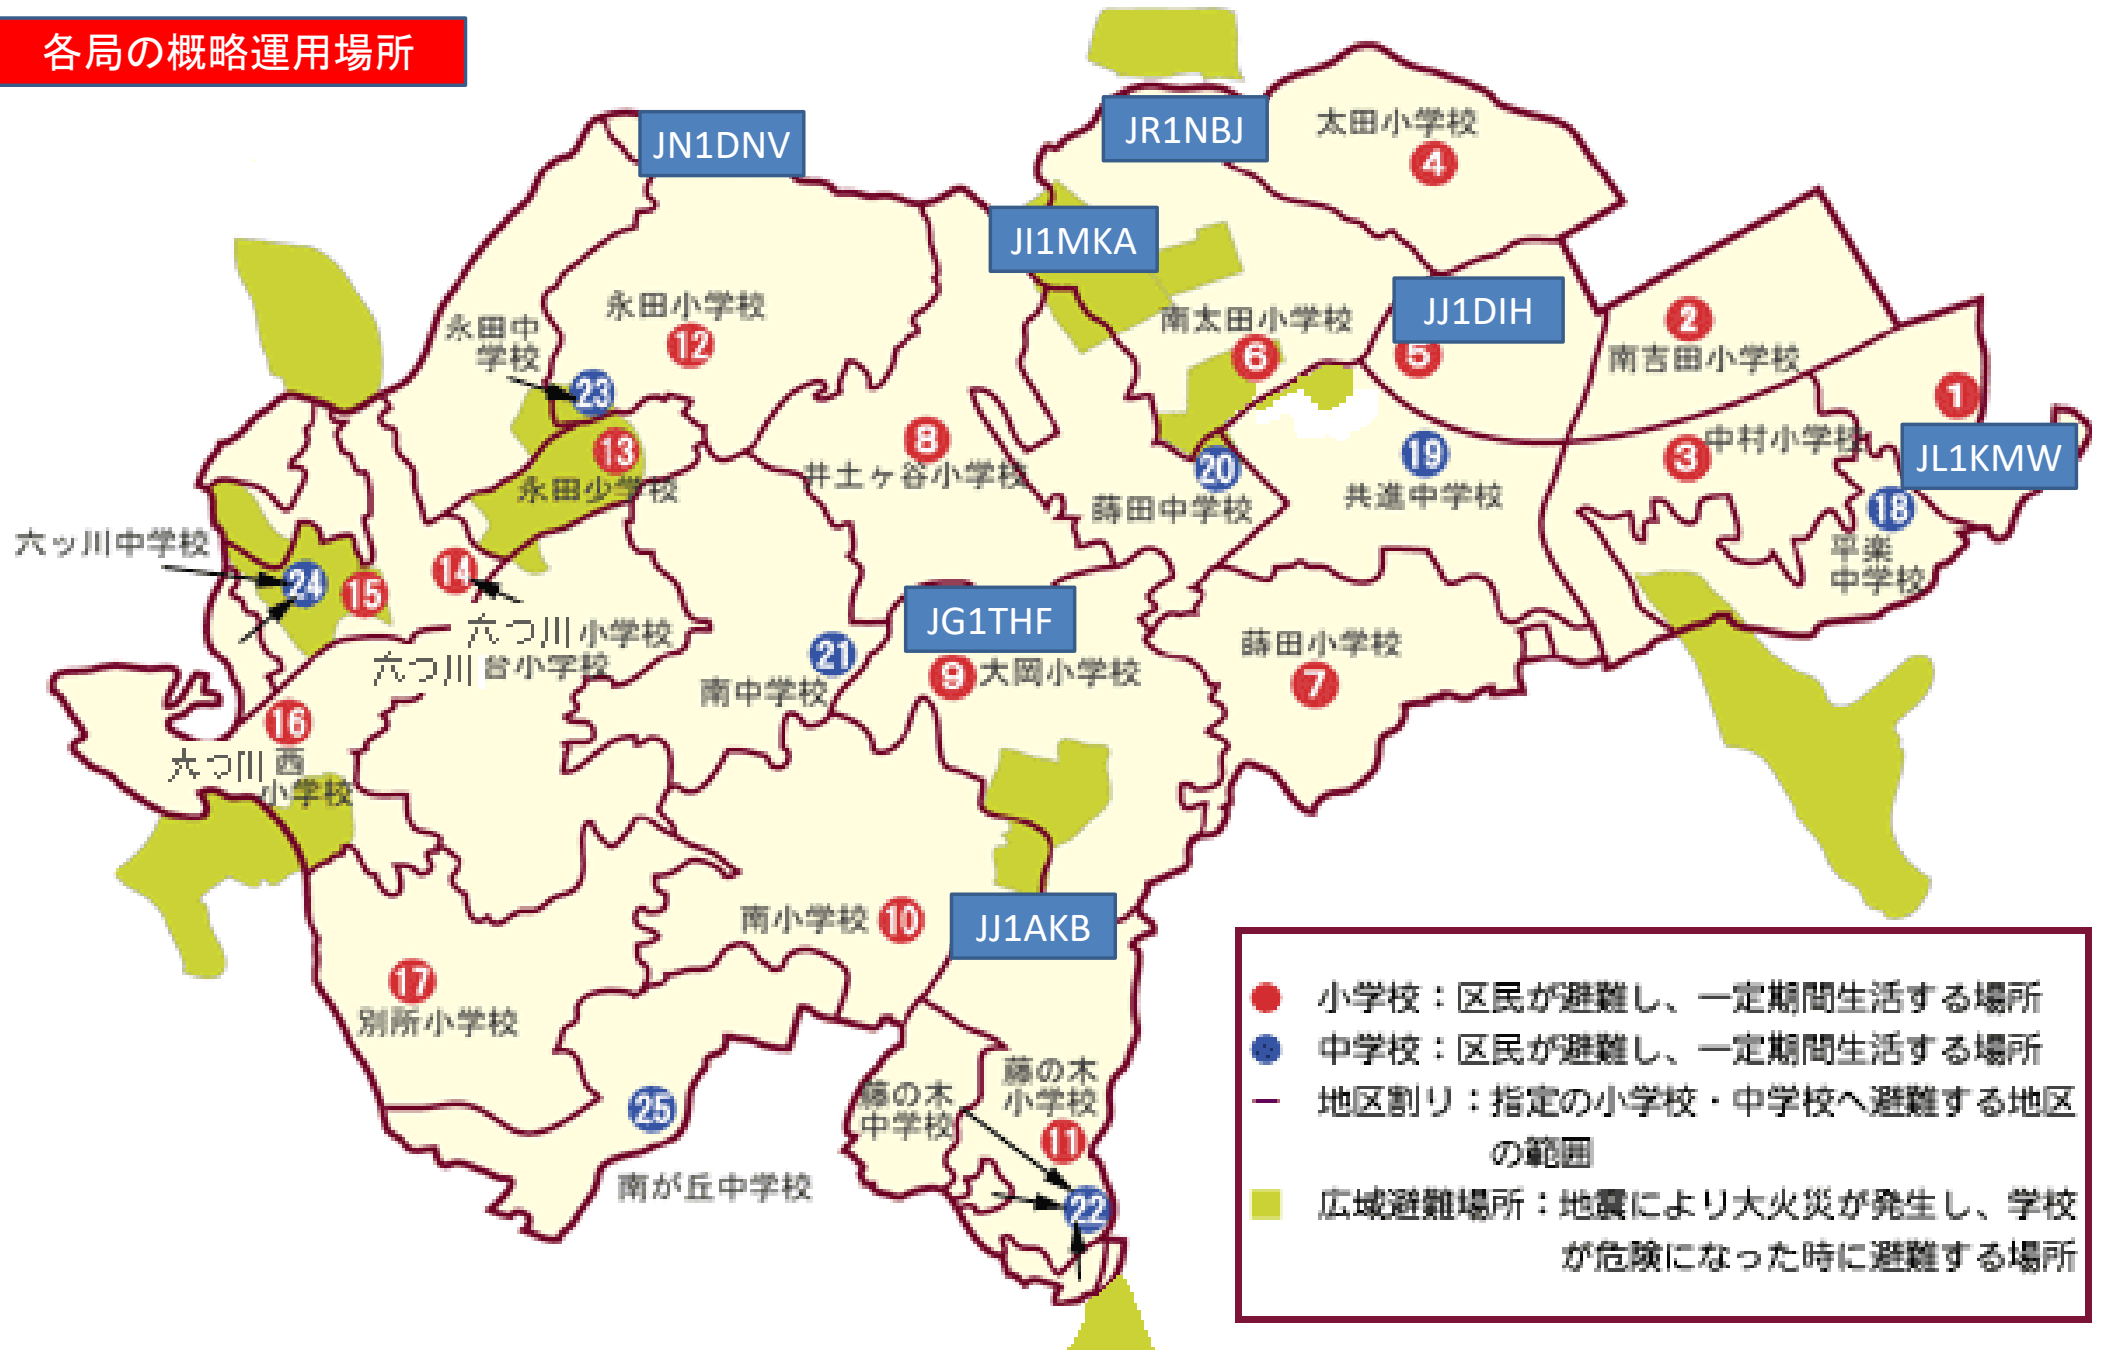 各局の概略運用場所
JN1DNV
JR1NBJ
太田小学校
4
JI1MKA
永田小学校
12
永田中
学校
23
南太田小学校
6
JJ1DIH
5
2
南吉田小学校
1
13
永田少学校
8
井土ヶ谷小学校
20
蒔田中学校
19
共進中学校
3
中村小学校
JL1KMW
18
平楽
中学校
六ッ川中学校
24
15
14
六つ川小学校
六つ川台小学校
21
南中学校
JG1THF
9
大岡小学校
蒔田小学校
7
16
六つ川西
小学校
南小学校
10
JJ1AKB
17
別所小学校
25
南が丘中学校
藤の木
中学校
藤の木
小学校
11
22
小学校：区民が避難し、一定期間生活する場所
中学校：区民が避難し、一定期間生活する場所
地区割り：指定の小学校・中学校へ避難する地区
の範囲
広域避難場所：地震により大火災が発生し、学校
が危険になった時に避難する場所